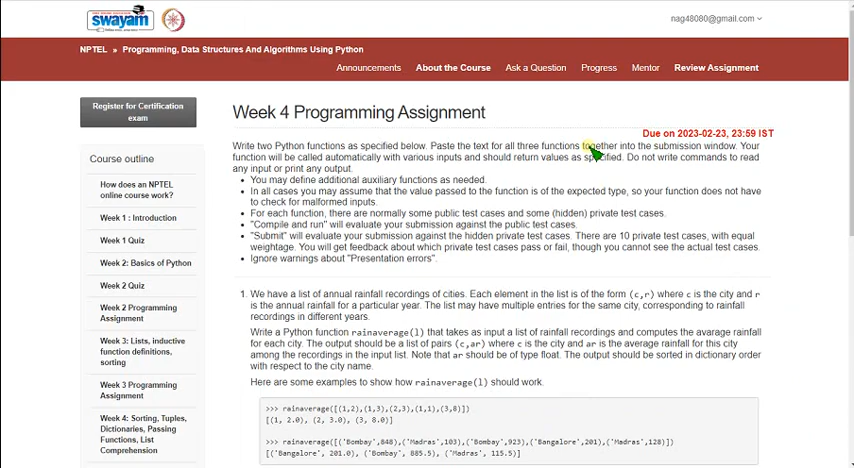 swayam
nag48080@gmail.com
NPTEL » Programming, Data Structures And Algorithms Using Python
Announcements About the Course Ask a Question Progress Mentor Review Assignment
Register for Certification
exam
Course outline
How does an NPTEL
online course work?
Week 1 : Introduction
Week 1 Quiz
Week 2: Basics of Python
Week 2 Quiz
Week 2 Programming
Assignment
Week 3: Lists, inductive
function definitions,
sorting
Week 3 Programming
Assignment
Week 4: Sorting, Tuples,
Dictionaries, Passing
Functions, List
Comprehension
Week 4 Programming Assignment
Due on 2023-02-23, 23:59 IST
Write two Python functions as specified below. Paste the text for all three functions together into the submission window. Your
function will be called automatically with various inputs and should return values as specified. Do not write commands to read
any input or print any output.
• You may define additional auxiliary functions as needed.
• In all cases you may assume that the value passed to the function is of the expected type, so your function does not have
to check for malformed inputs.
• For each function, there are normally some public test cases and some (hidden) private test cases.
• "Compile and run" will evaluate your submission against the public test cases.
• "Submit" will evaluate your submission against the hidden private test cases. There are 10 private test cases, with equal
weightage. You will get feedback about which private test cases pass or fail, though you cannot see the actual test cases.
• Ignore warnings about "Presentation errors".
1. We have a list of annual rainfall recordings of cities. Each element in the list is of the form (c,r) where c is the city and r
is the annual rainfall for a particular year. The list may have multiple entries for the same city, corresponding to rainfall
recordings in different years.
Write a Python function rainaverage(l) that takes as input a list of rainfall recordings and computes the avarage rainfall
for each city. The output should be a list of pairs (c,ar) where c is the city and ar is the average rainfall for this city
among the recordings in the input list. Note that ar should be of type float. The output should be sorted in dictionary order
with respect to the city name.
Here are some examples to show how rainaverage(l) should work.
>>> rainaverage([(1,2),(1,3),(2,3),(1,1),(3,8)])
[(1, 2.0), (2, 3.0), (3, 8.0)]
>>> rainaverage([('Bombay',848),('Madras',103),('Bombay',923),('Bangalore',201),('Madras',128)])
[('Bangalore', 201.0), ('Bombay', 885.5), ('Madras', 115.5)]